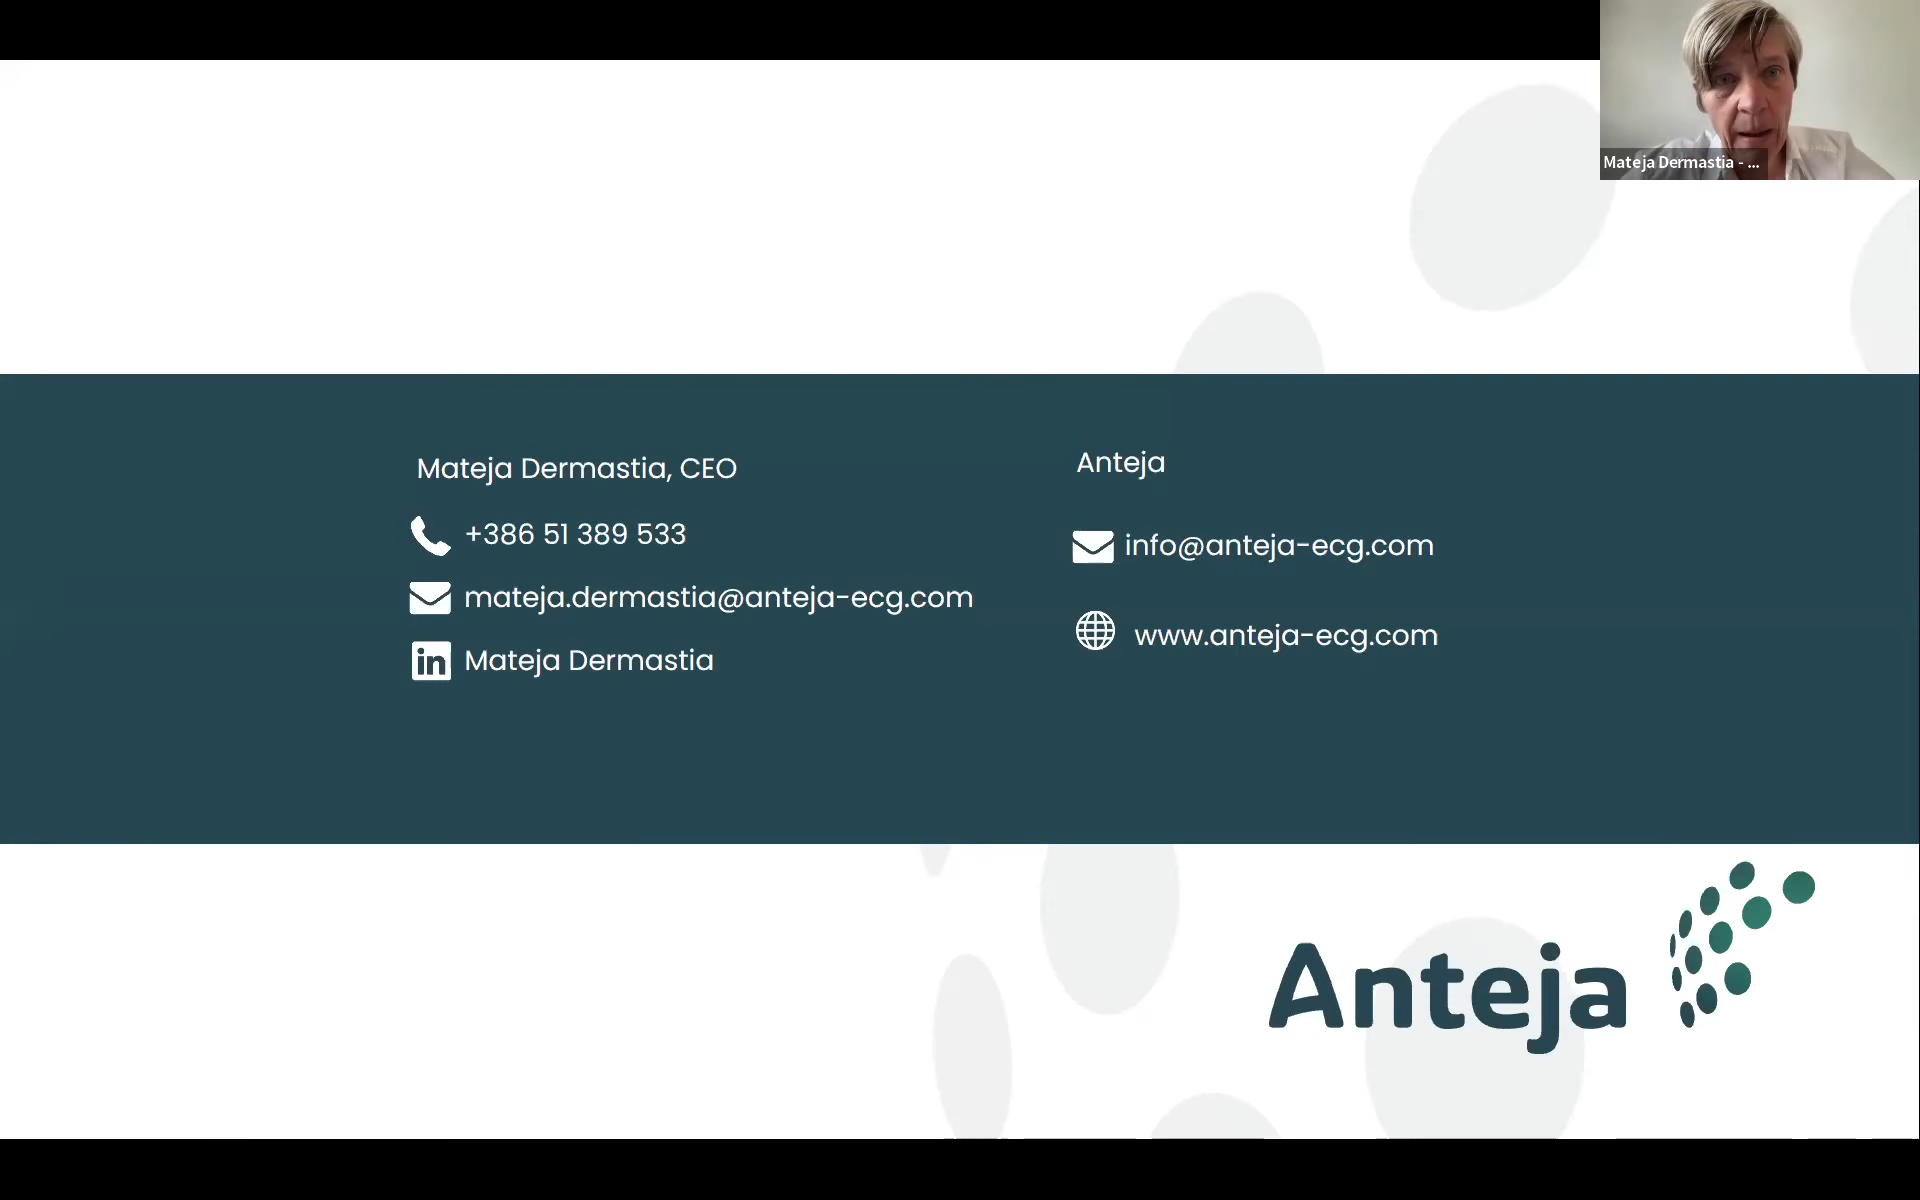 Mateja Dermastia - ...
Mateja Dermastia, CEO
+386 51 389 533
mateja.dermastia@anteja-ecg.com
in Mateja Dermastia
Anteja
info@anteja-ecg.com
www.anteja-ecg.com
Anteja